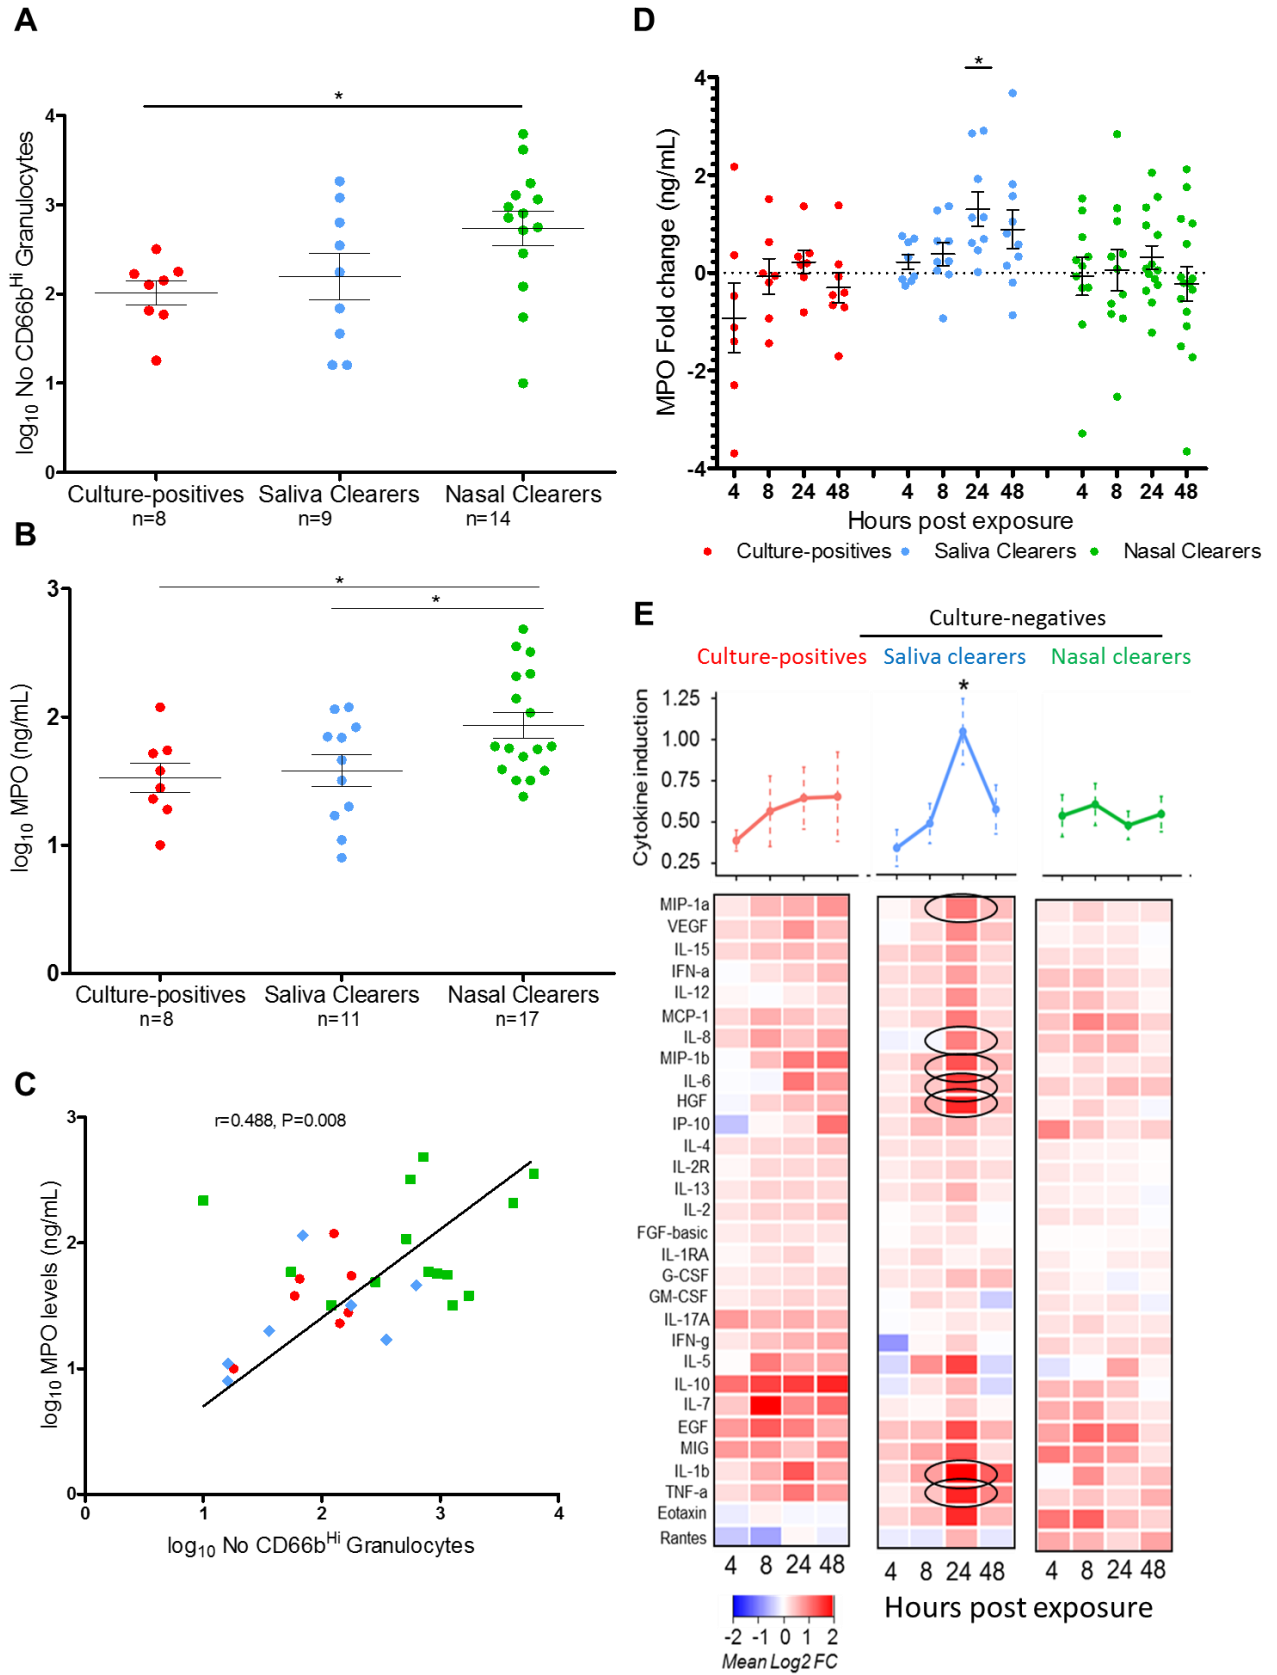 A
*
4
3
2
1
0
log10 No CD66bHi Granulocytes
Culture-positives Saliva Clearers Nasal Clearers
n=8 n=9 n=14
B
*
*
3
2
1
0
log10 MPO (ng/mL)
Culture-positives Saliva Clearers Nasal Clearers
n=8 n=11 n=17
C
r=0.488, P=0.008
3
2
1
0
log10 MPO levels (ng/mL)
0 1 2 3 4
log10 No CD66bHi Granulocytes
D
*
4
2
0
-2
-4
MPO Fold change (ng/mL)
4 8 24 48 4 8 24 48 4 8 24 48
Hours post exposure
Culture-positives Saliva Clearers Nasal Clearers
E
Culture-negatives
Culture-positives Saliva clearers Nasal clearers
*
1.25
1.00
0.75
0.50
0.25
Cytokine induction
MIP-1a
VEGF
IL-15
IFN-a
IL-12
MCP-1
IL-8
MIP-1b
IL-6
HGF
IP-10
IL-4
IL-2R
IL-13
IL-2
FGF-basic
IL-1RA
G-CSF
GM-CSF
IL-17A
IFN-g
IL-5
IL-10
IL-7
EGF
MIG
IL-1b
TNF-a
Eotaxin
Rantes
4 8 24 48 4 8 24 48 4 8 24 48
Hours post exposure
-2 -1 0 1 2
Mean Log2 FC